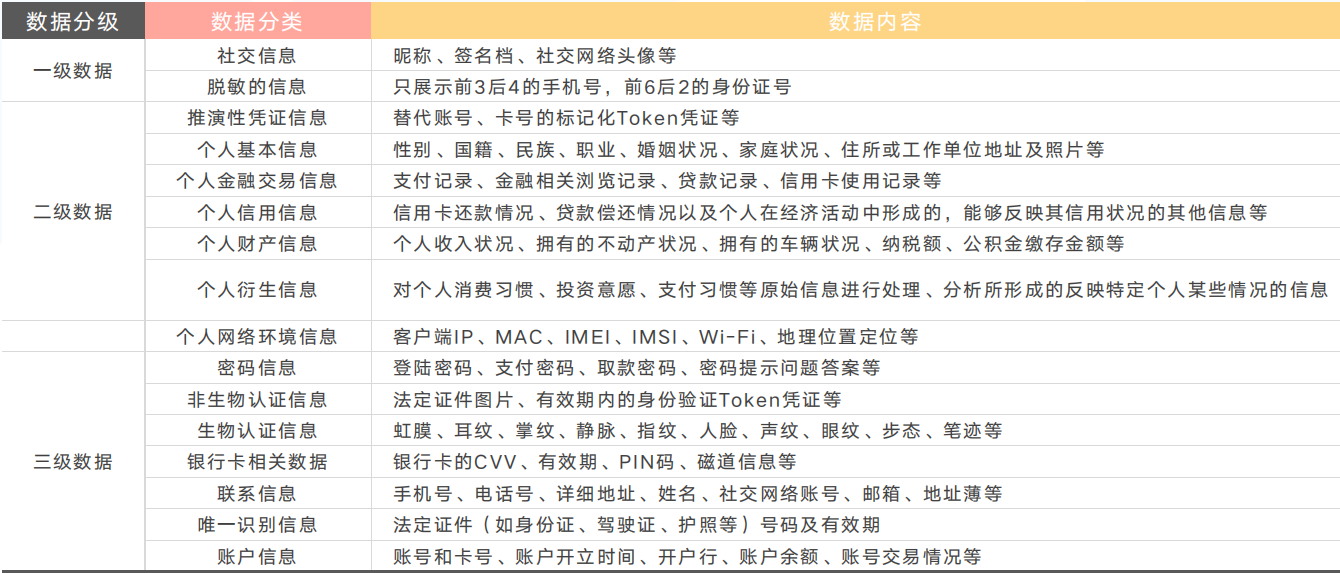 数据分级 数据分类 数据内容
一级数据 社交信息 昵称、签名档、社交网络头像等
脱敏的信息 只展示前3后4的手机号，前6后2的身份证号
二级数据 推演性凭证信息 替代账号、卡号的标记化Token凭证等
个人基本信息 性别、国籍、民族、职业、婚姻状况、家庭状况、住所或工作单位地址及照片等
个人金融交易信息 支付记录、金融相关浏览记录、贷款记录、信用卡使用记录等
个人信用信息 信用卡还款情况、贷款偿还情况以及个人在经济活动中形成的，能够反映其信用状况的其他信息等
个人财产信息 个人收入状况、拥有的不动产状况、拥有的车辆状况、纳税额、公积金缴存金额等
个人衍生信息 对个人消费习惯、投资意愿、支付习惯等原始信息进行处理、分析所形成的反映特定个人某些情况的信息
个人网络环境信息 客户端IP、MAC、IMEI、IMSI、Wi-Fi、地理位置定位等
三级数据 密码信息 登陆密码、支付密码、取款密码、密码提示问题答案等
非生物认证信息 法定证件图片、有效期内的身份验证Token凭证等
生物认证信息 虹膜、耳纹、掌纹、静脉、指纹、人脸、声纹、眼纹、步态、笔迹等
银行卡相关数据 银行卡的CVV、有效期、PIN码、磁道信息等
联系信息 手机号、电话号、详细地址、姓名、社交网络账号、邮箱、地址薄等
唯一识别信息 法定证件（如身份证、驾驶证、护照等）号码及有效期
账户信息 账号和卡号、账户开立时间、开户行、账户余额、账号交易情况等